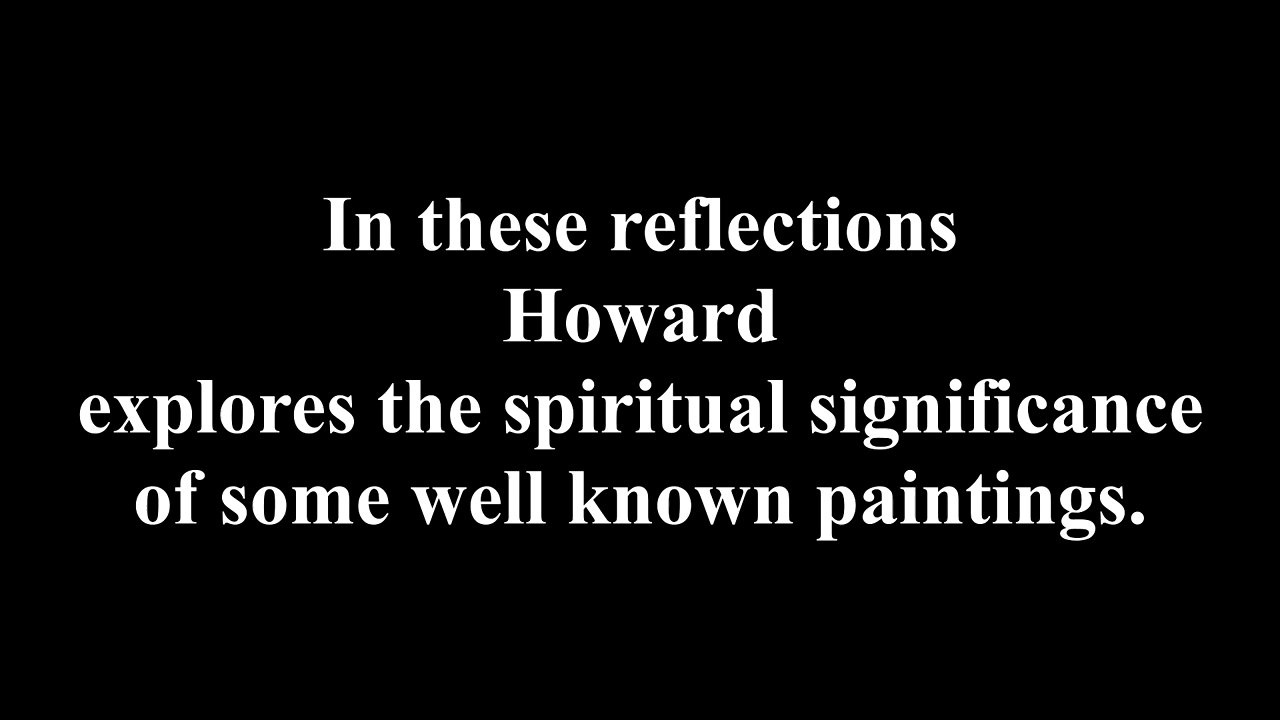 In these reflections
Howard
explores the spiritual significance
of some well known paintings.